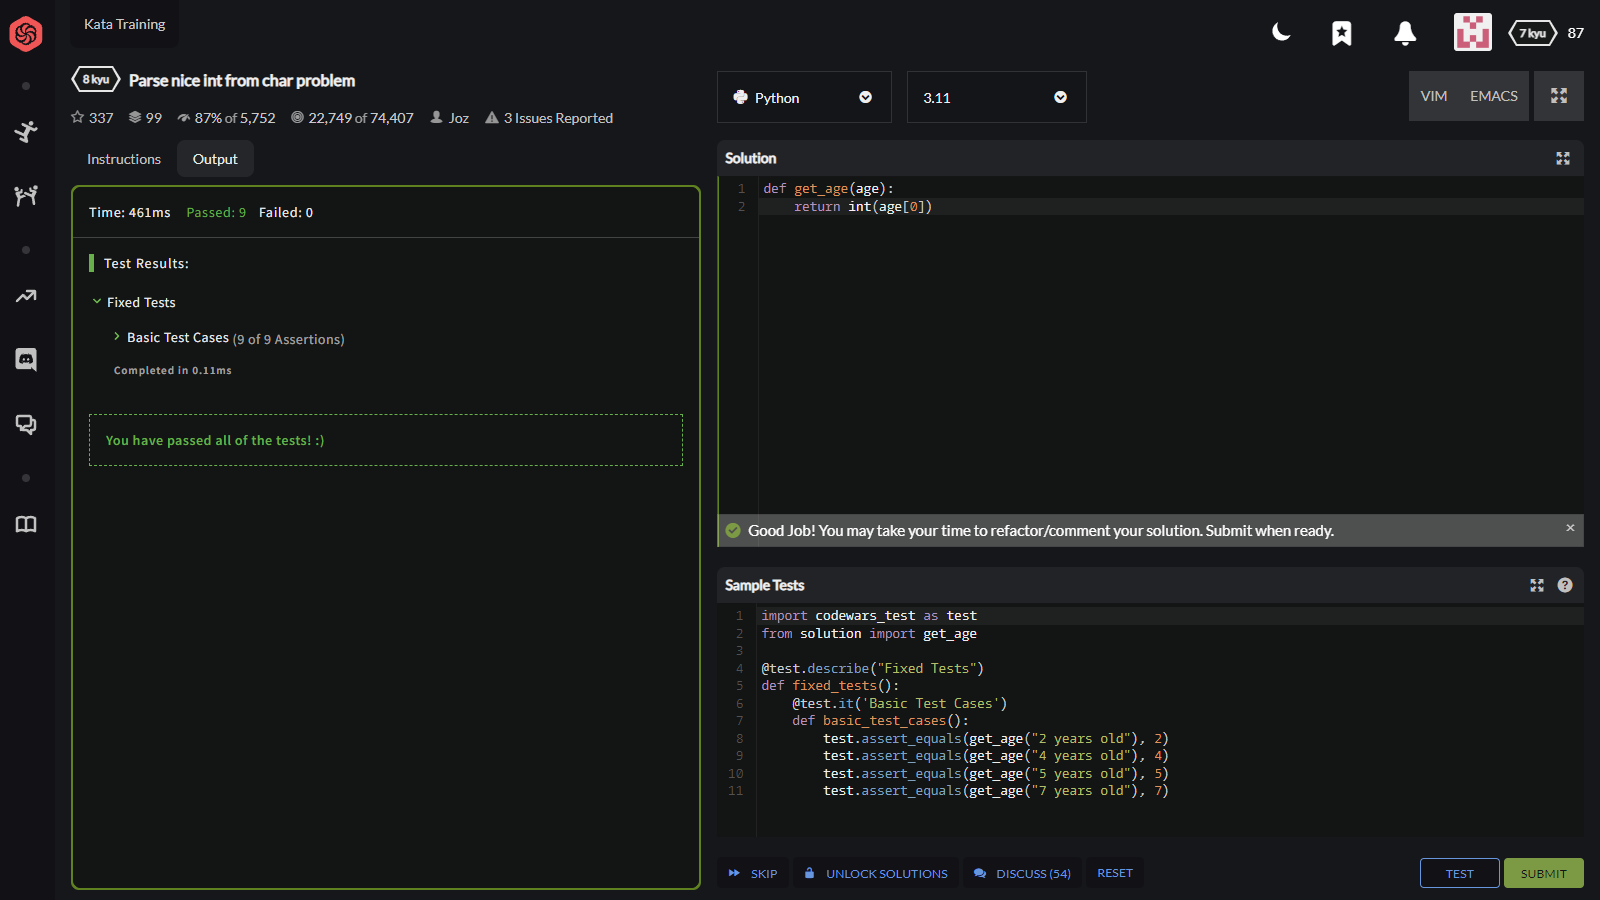 Kata Training
7 kyu 87
8 kyu Parse nice int from char problem
337 99 87% of 5,752 22,749 of 74,407 Joz 3 Issues Reported
Instructions Output
Time: 461ms Passed: 9 Failed: 0
Test Results:
Fixed Tests
Basic Test Cases (9 of 9 Assertions)
Completed in 0.11ms
You have passed all of the tests! :)
Python 3.11 VIM EMACS
Solution
1 def get_age(age):
2     return int(age[0])
Good Job! You may take your time to refactor/comment your solution. Submit when ready. ×
Sample Tests ?
1 import codewars_test as test
2 from solution import get_age
3
4 @test.describe("Fixed Tests")
5 def fixed_tests():
6     @test.it('Basic Test Cases')
7     def basic_test_cases():
8         test.assert_equals(get_age("2 years old"), 2)
9         test.assert_equals(get_age("4 years old"), 4)
10         test.assert_equals(get_age("5 years old"), 5)
11         test.assert_equals(get_age("7 years old"), 7)
SKIP UNLOCK SOLUTIONS DISCUSS (54) RESET TEST SUBMIT